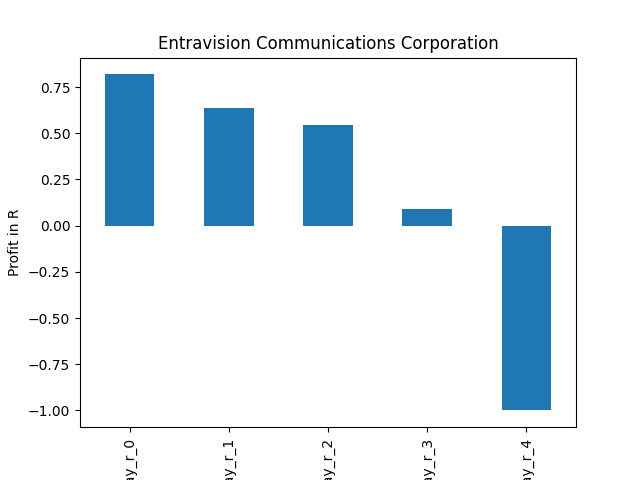 Entravision Communications Corporation
Profit in R
0.75
0.50
0.25
0.00
−0.25
−0.50
−0.75
−1.00
ay_r_0
ay_r_1
ay_r_2
ay_r_3
ay_r_4